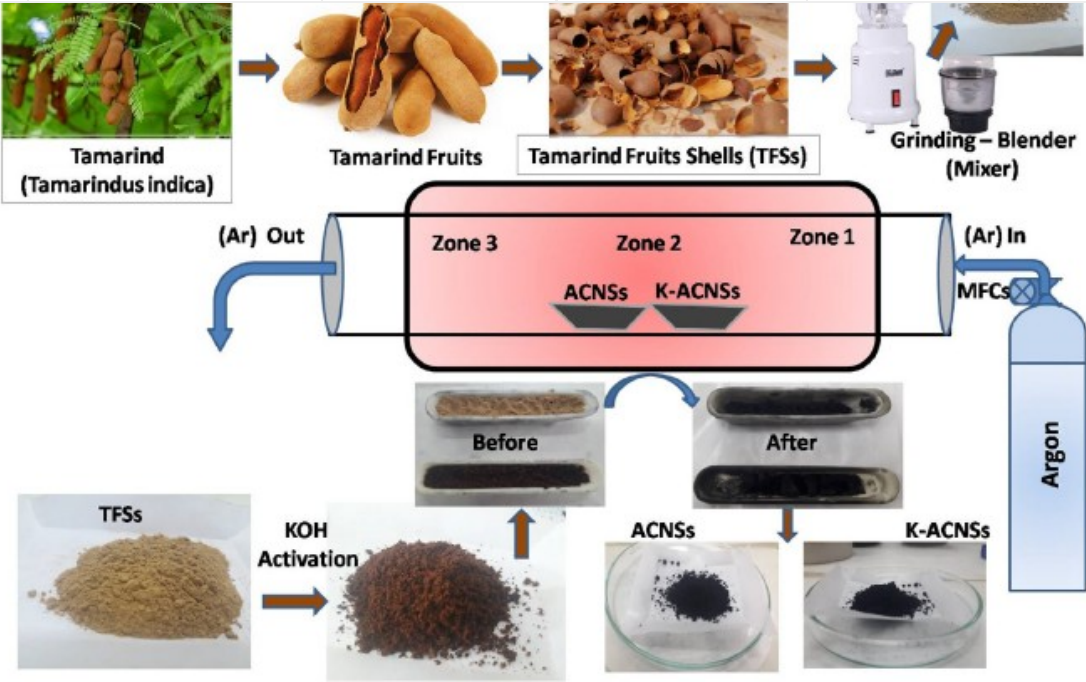 Tamarind
(Tamarindus indica)
Tamarind Fruits
Tamarind Fruits Shells (TFSs)
Grinding – Blender
(Mixer)
(Ar) Out
Zone 3
Zone 2
Zone 1
(Ar) In
MFCs
ACNSs
K-ACNSs
Argon
Before
After
TFSs
KOH
Activation
ACNSs
K-ACNSs